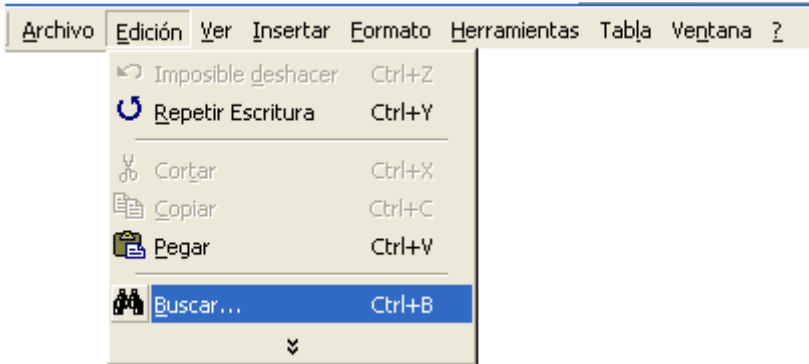 Archivo Edición Ver Insertar Formato Herramientas Tabla Ventana ?
Imposible deshacer Ctrl+Z
Repetir Escritura Ctrl+Y
Cortar Ctrl+X
Copiar Ctrl+C
Pegar Ctrl+V
Buscar... Ctrl+B